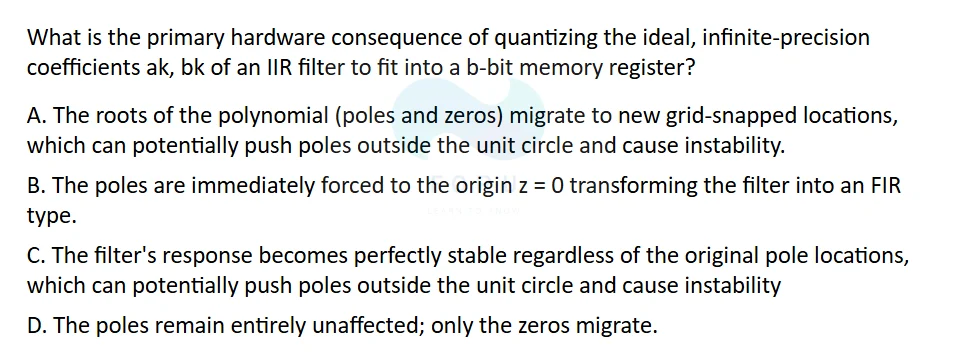 What is the primary hardware consequence of quantizing the ideal, infinite-precision
coefficients ak, bk of an IIR filter to fit into a b-bit memory register?
A. The roots of the polynomial (poles and zeros) migrate to new grid-snapped locations,
which can potentially push poles outside the unit circle and cause instability.
B. The poles are immediately forced to the origin z = 0 transforming the filter into an FIR
type.
C. The filter's response becomes perfectly stable regardless of the original pole locations,
which can potentially push poles outside the unit circle and cause instability
D. The poles remain entirely unaffected; only the zeros migrate.